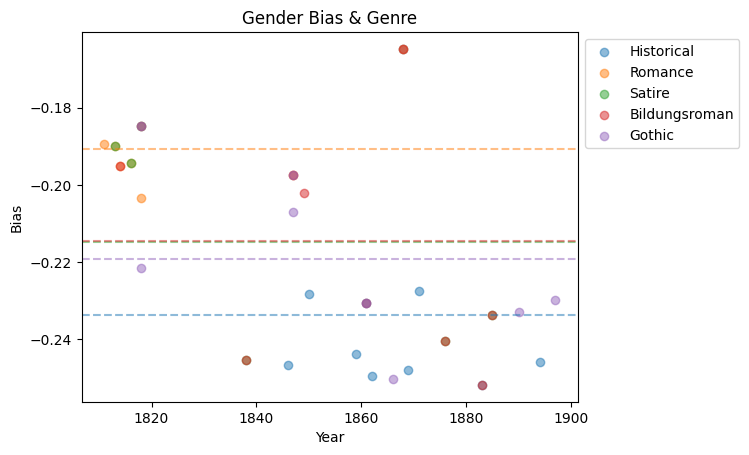 Gender Bias & Genre
Historical
Romance
Satire
Bildungsroman
Gothic
Bias
−0.18
−0.20
−0.22
−0.24
1820
1840
1860
1880
1900
Year